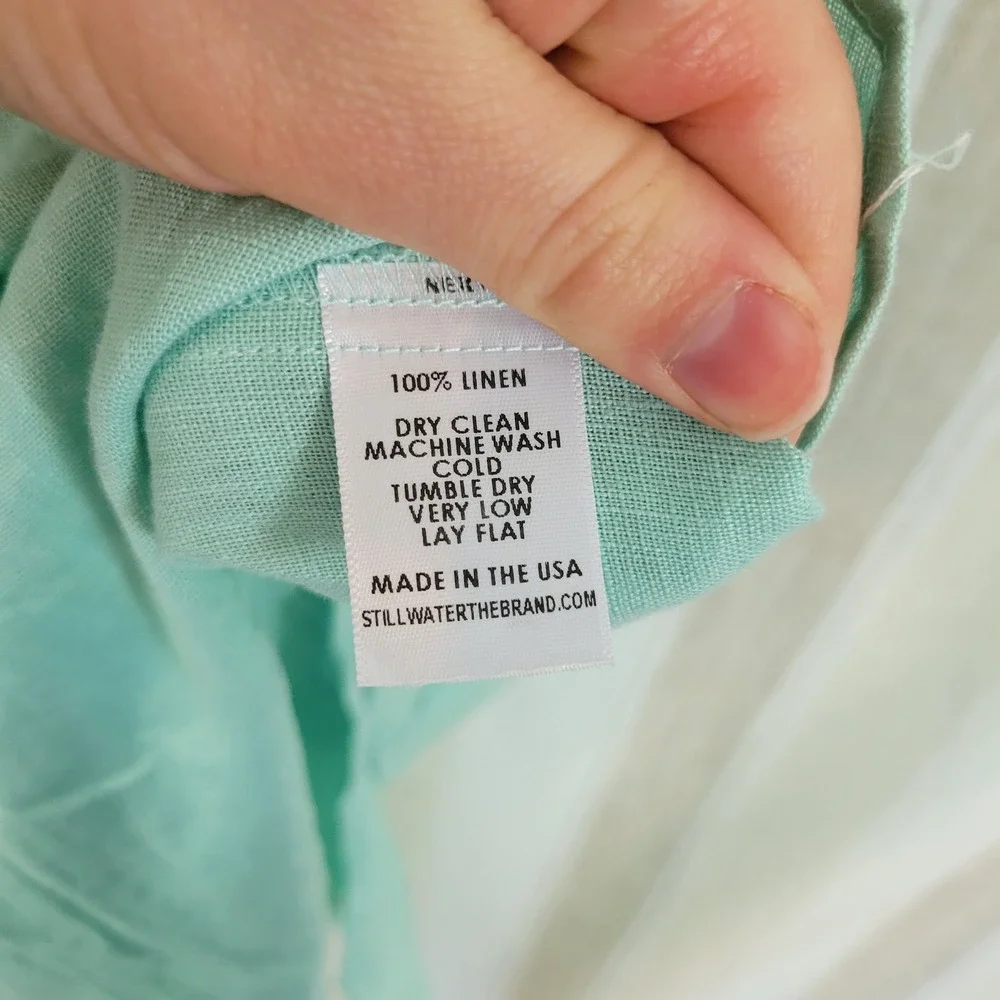 100% LINEN
DRY CLEAN
MACHINE WASH
COLD
TUMBLE DRY
VERY LOW
LAY FLAT
MADE IN THE USA
STILLWATERTHEBRAND.COM